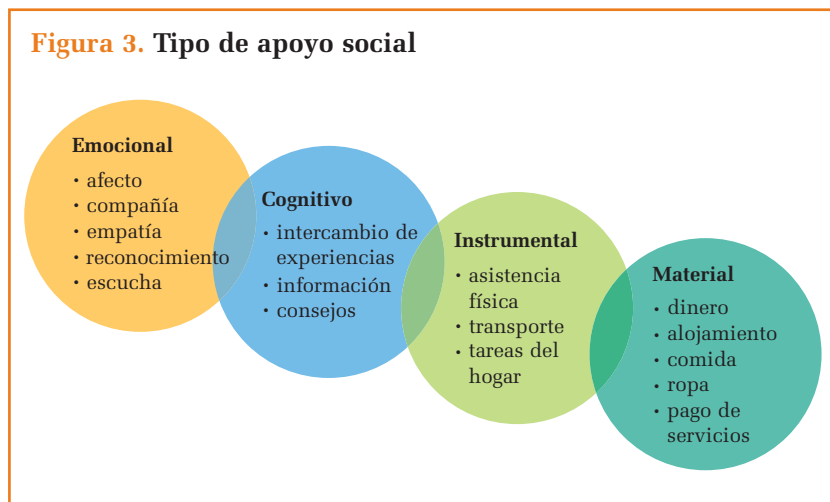 Figura 3. Tipo de apoyo social
Emocional
· afecto
· compañía
· empatía
· reconocimiento
· escucha
Cognitivo
· intercambio de
experiencias
· información
· consejos
Instrumental
· asistencia
física
· transporte
· tareas del
hogar
Material
· dinero
· alojamiento
· comida
· ropa
· pago de
servicios